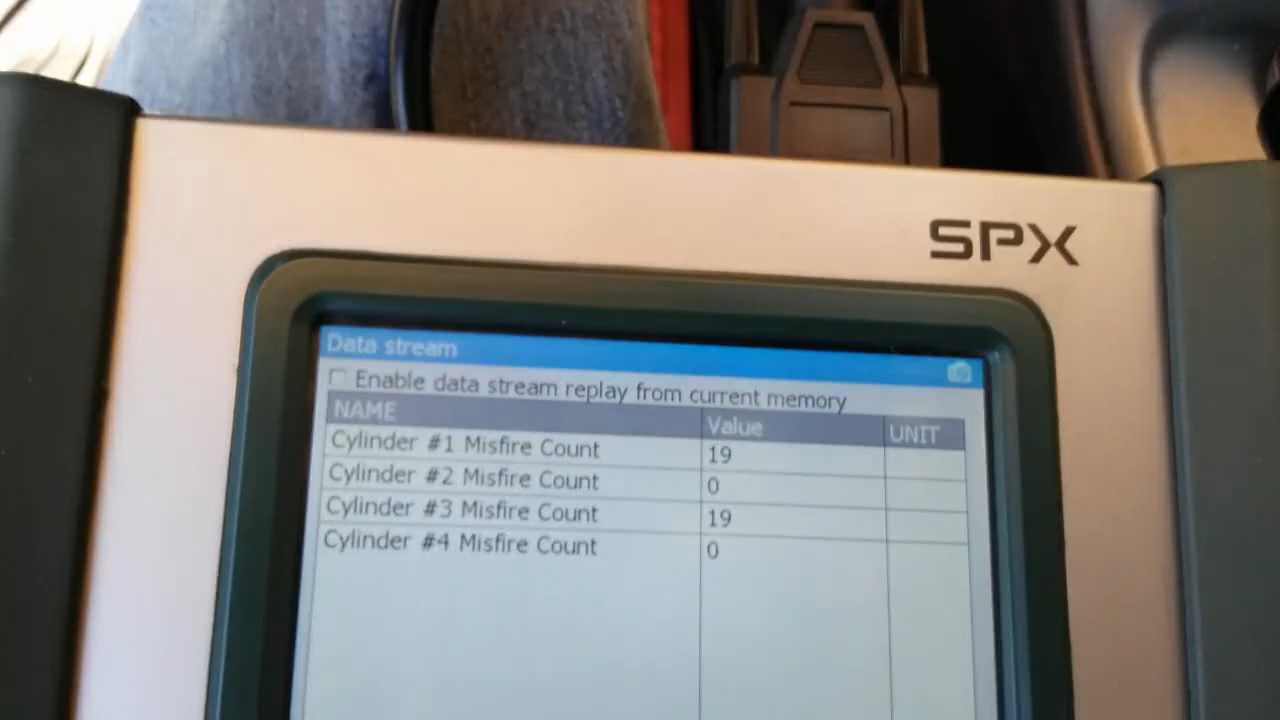 SPX
Data stream
Enable data stream replay from current memory
NAME Value UNIT
Cylinder #1 Misfire Count 19
Cylinder #2 Misfire Count 0
Cylinder #3 Misfire Count 19
Cylinder #4 Misfire Count 0